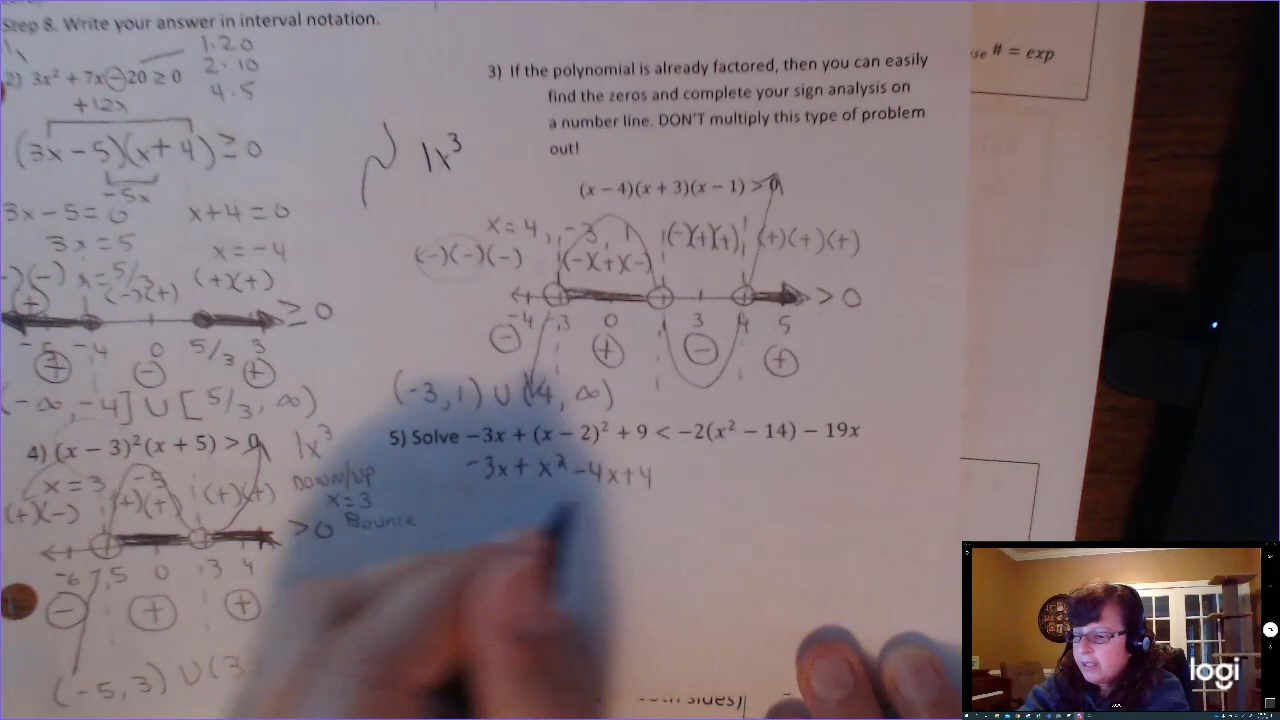 Step 8. Write your answer in interval notation.
1·20
2·10
4·5
2) 3x² + 7x − 20 ≥ 0
+12x
(3x − 5)(x + 4) ≥ 0
−5x
3x − 5 = 0 x + 4 = 0
3x = 5 x = −4
x = 5/3
(−)(+) (+)(+)
≥ 0
−5 −4 0 5/3 3
+ − +
(−∞, −4] ∪ [5/3, ∞)
4) (x − 3)²(x + 5) > 0 1x³
x = 3, −5 DOWN/UP
x = 3
Bounce
(+)(−) (+)(+) (+)(+)
> 0
−6 −5 0 3 4
− + +
(−5, 3) ∪ (3
use # = exp
3) If the polynomial is already factored, then you can easily
find the zeros and complete your sign analysis on
a number line. DON'T multiply this type of problem
out!
1x³
(x − 4)(x + 3)(x − 1) > 0
x = 4, −3, 1
(−)(−)(−) (−)(+)(−) (−)(+)(+) (+)(+)(+)
> 0
−4 −3 0 1 3 4 5
− + − +
(−3, 1) ∪ (4, ∞)
5) Solve −3x + (x − 2)² + 9 < −2(x² − 14) − 19x
−3x + x² − 4x + 4
sides)
logi